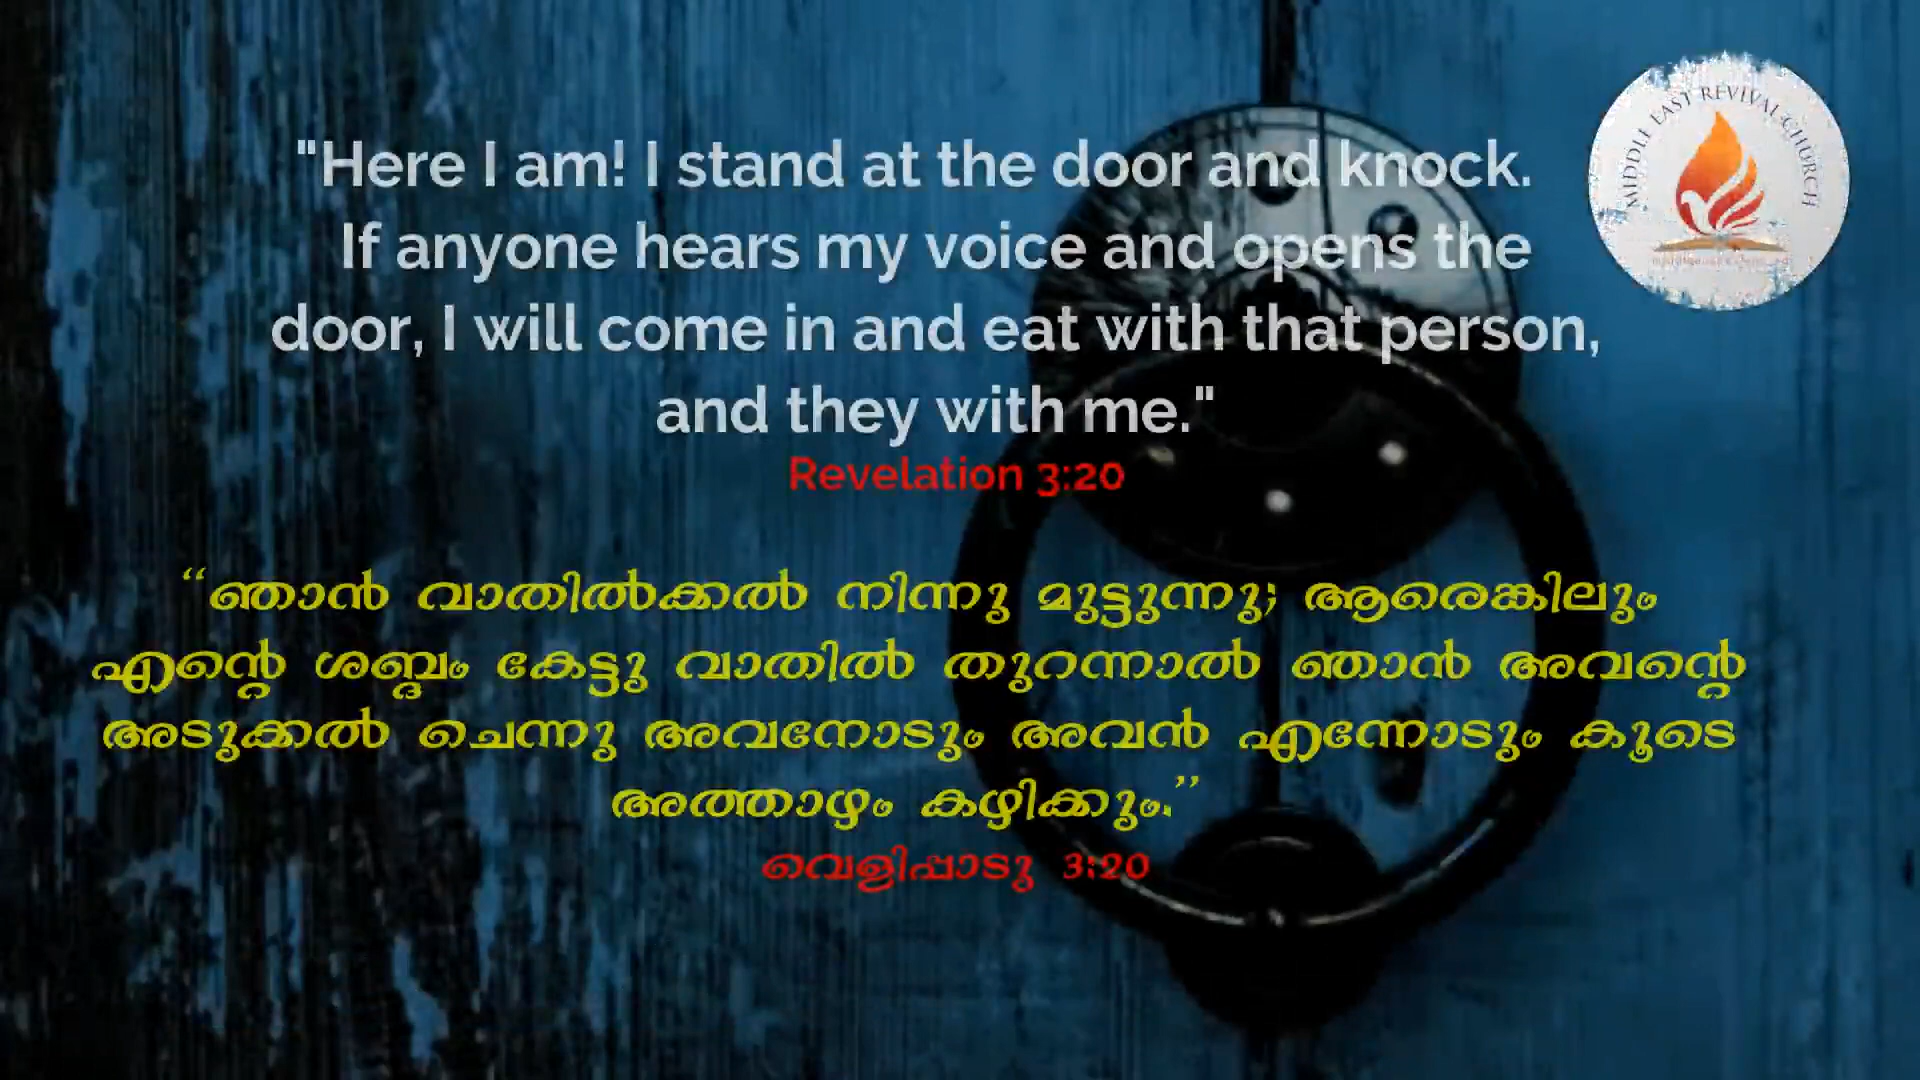 "Here I am! I stand at the door and knock.
If anyone hears my voice and opens the
door, I will come in and eat with that person,
and they with me."
Revelation 3:20
“ഞാൻ വാതിൽക്കൽ നിന്നു മുട്ടുന്നു; ആരെങ്കിലും
എന്റെ ശബ്ദം കേട്ടു വാതിൽ തുറന്നാൽ ഞാൻ അവന്റെ
അടുക്കൽ ചെന്നു അവനോടും അവൻ എന്നോടും കൂടെ
അത്താഴം കഴിക്കും.”
വെളിപ്പാടു 3:20
MIDDLE EAST REVIVAL CHURCH